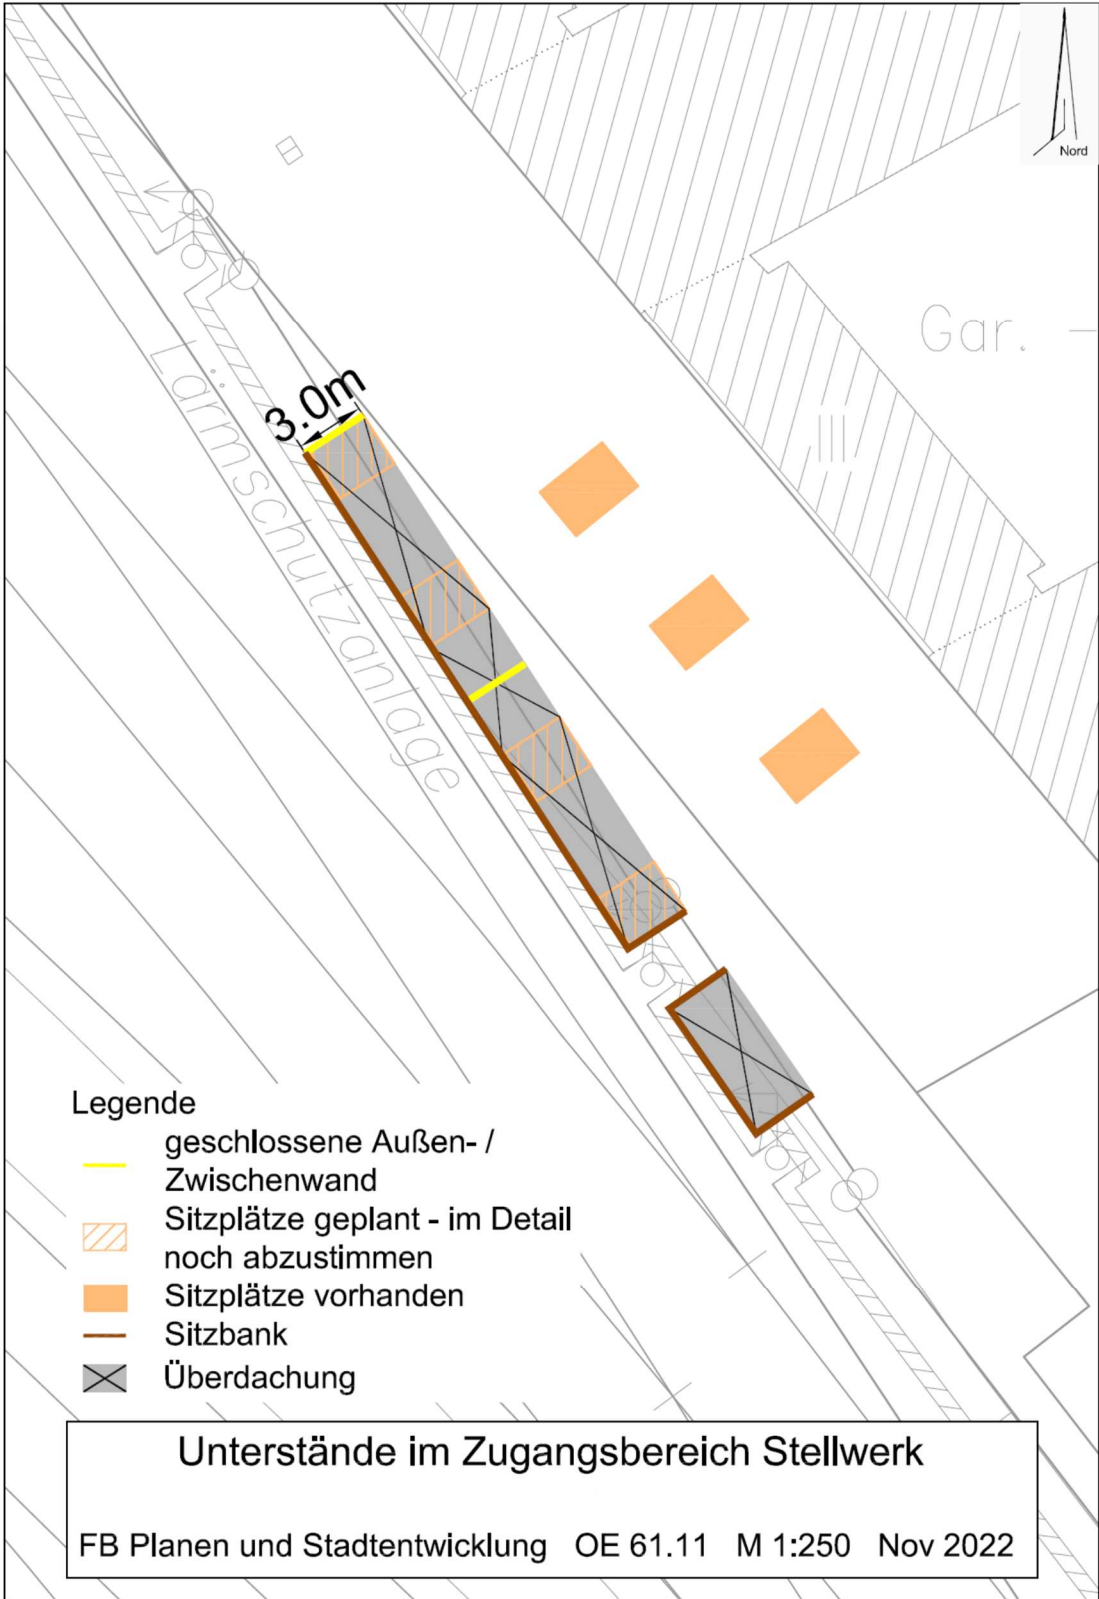 Nord
Gar.
III
3.0m
Lärmschutzanlage
Legende
geschlossene Außen- /
Zwischenwand
Sitzplätze geplant - im Detail
noch abzustimmen
Sitzplätze vorhanden
Sitzbank
Überdachung
Unterstände im Zugangsbereich Stellwerk
FB Planen und Stadtentwicklung OE 61.11 M 1:250 Nov 2022